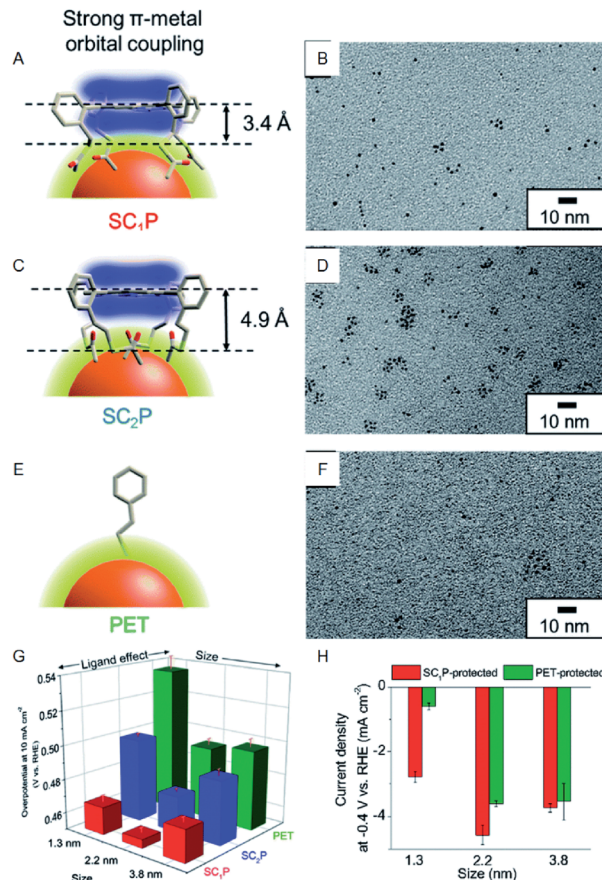 Strong π-metal
orbital coupling
A
3.4 Å
SC₁P
B
10 nm
C
4.9 Å
SC₂P
D
10 nm
E
PET
F
10 nm
G
Ligand effect
Size
Overpotential at 10 mA cm⁻²
(V vs. RHE)
0.54
0.52
0.50
0.48
0.46
1.3 nm
2.2 nm
3.8 nm
Size
SC₁P
SC₂P
PET
H
SC₁P-protected
PET-protected
Current density
at -0.4 V vs. RHE (mA cm⁻²)
0
-2
-4
1.3
2.2
3.8
Size (nm)